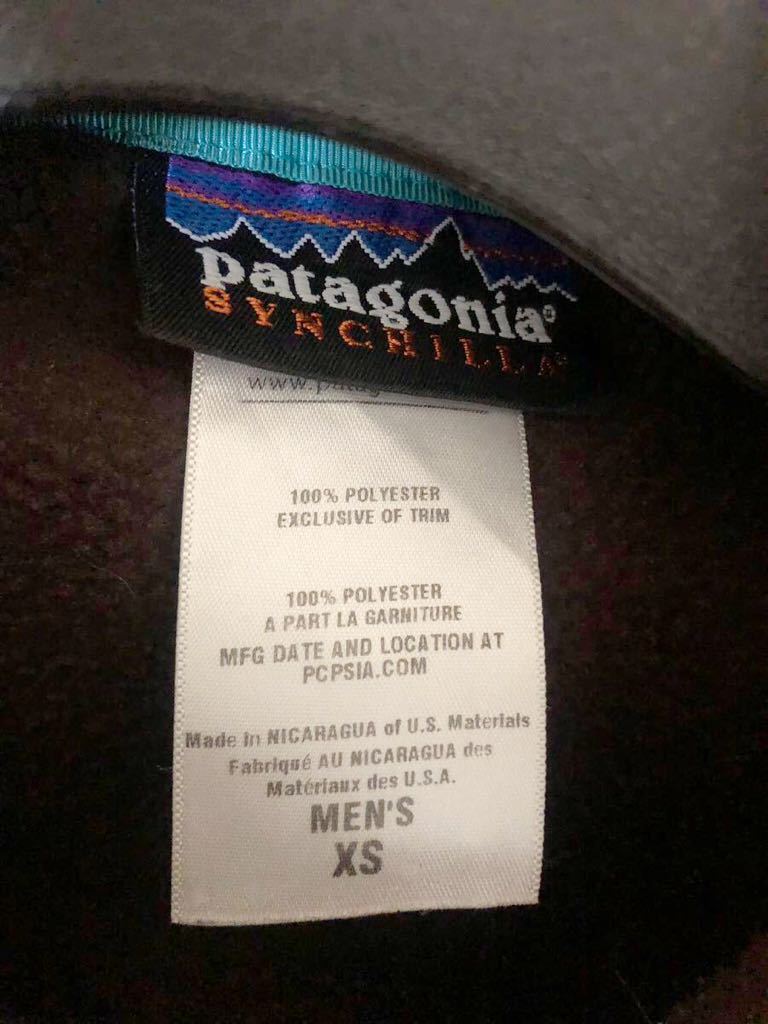 patagonia®
SYNCHILLA®
100% POLYESTER
EXCLUSIVE OF TRIM
100% POLYESTER
A PART LA GARNITURE
MFG DATE AND LOCATION AT
PCPSIA.COM
Made in NICARAGUA of U.S. Materials
Fabriqué AU NICARAGUA des
Matériaux des U.S.A.
MEN'S
XS